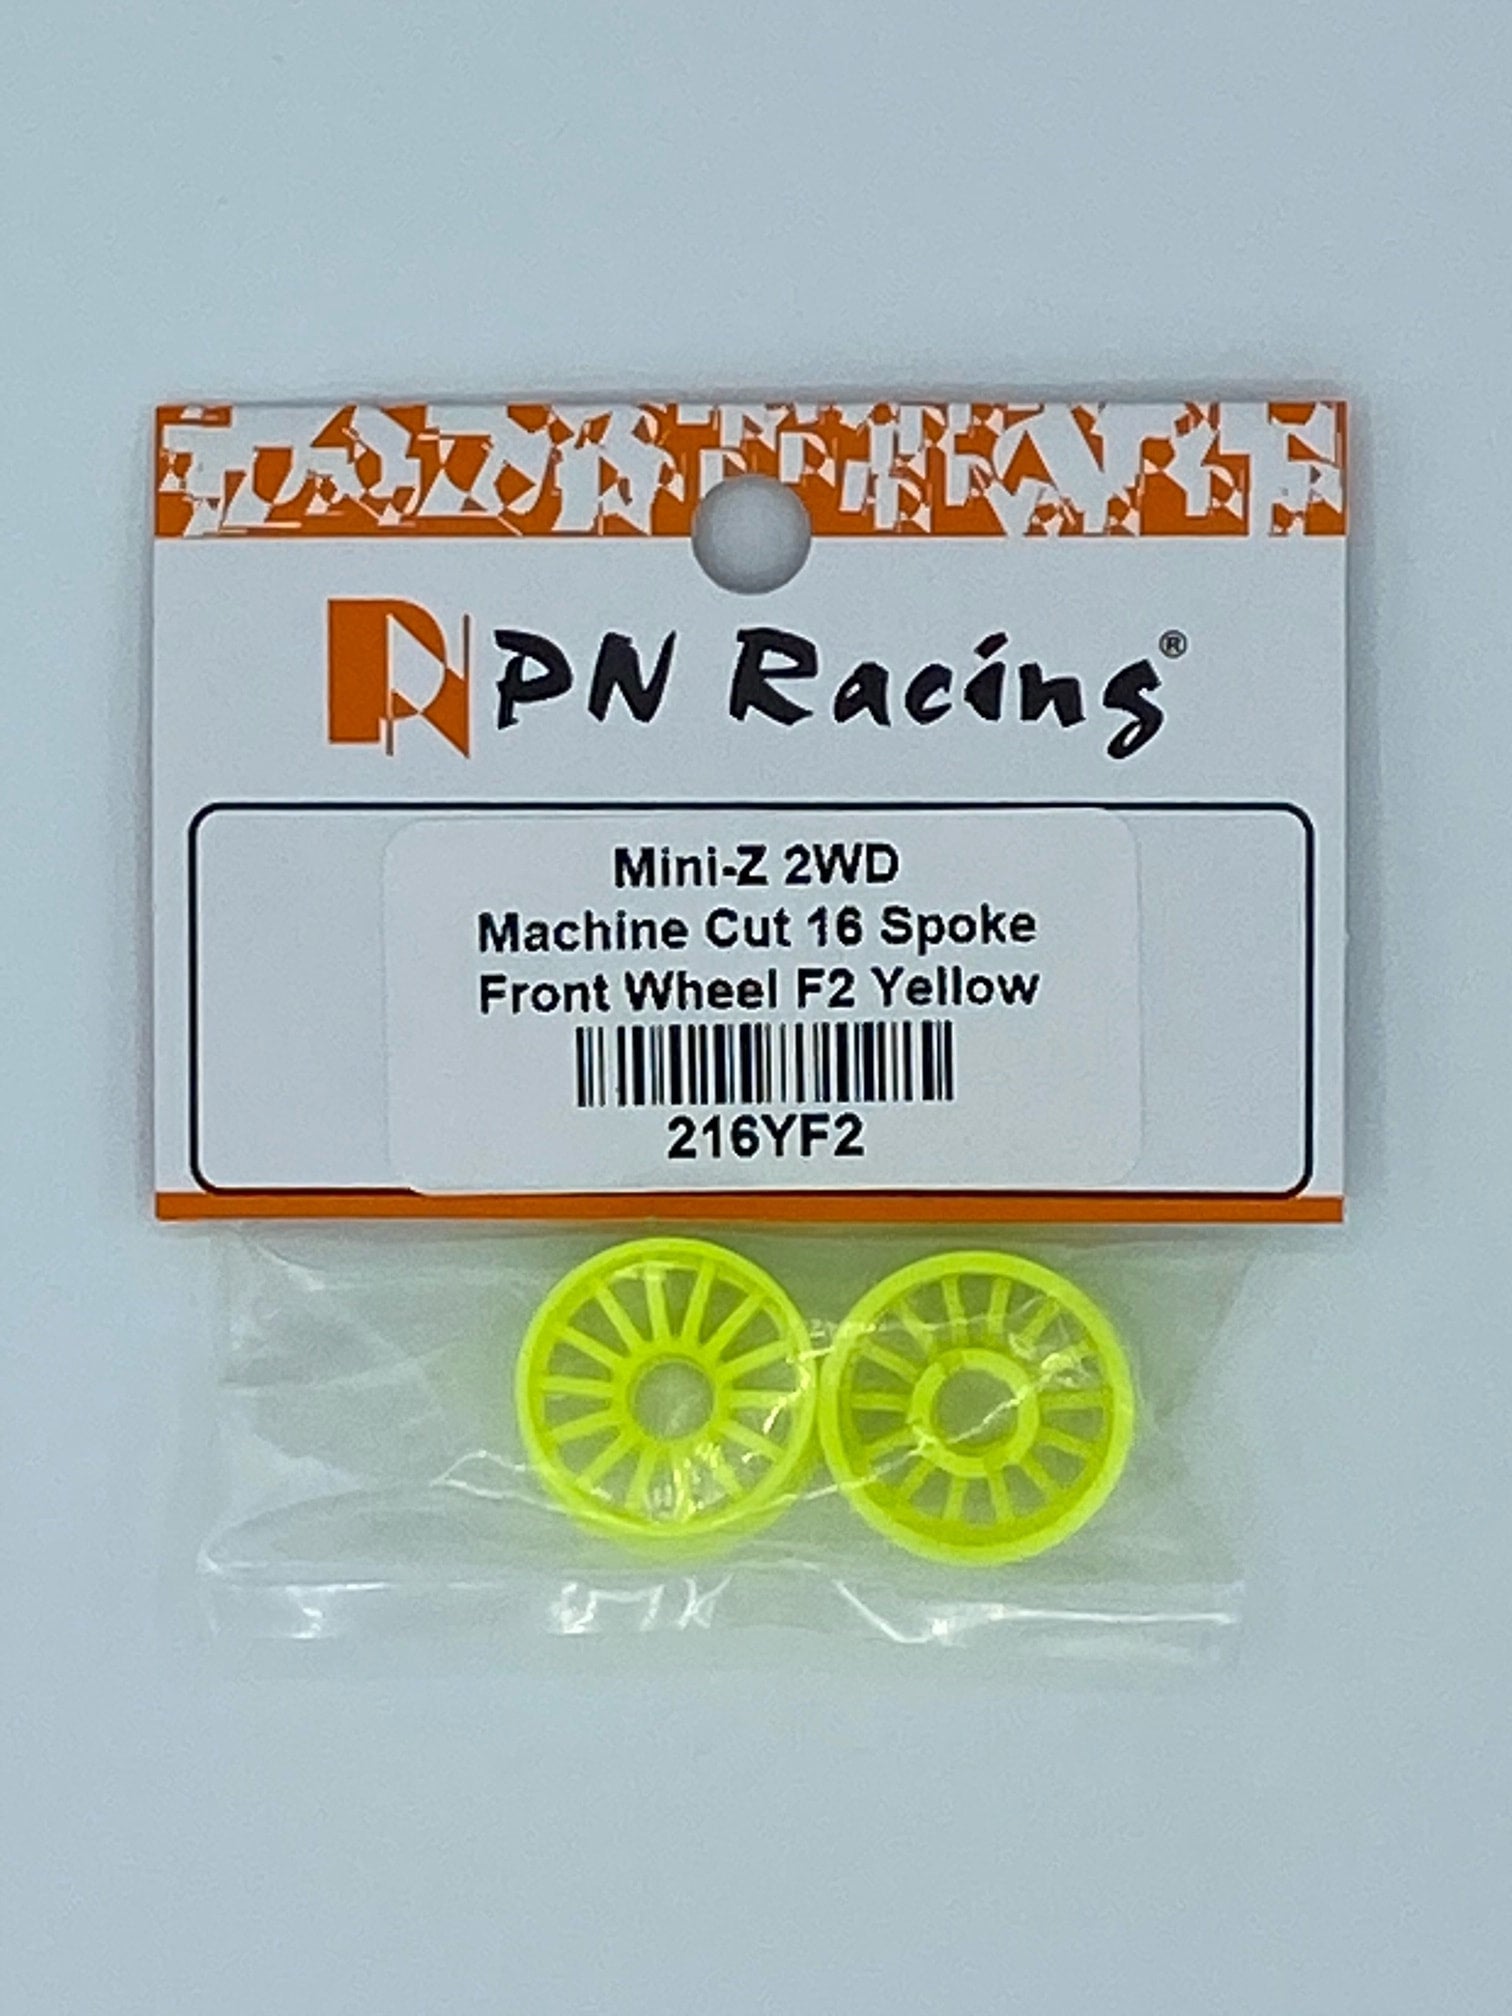 PN Racing®
Mini-Z 2WD
Machine Cut 16 Spoke
Front Wheel F2 Yellow
216YF2